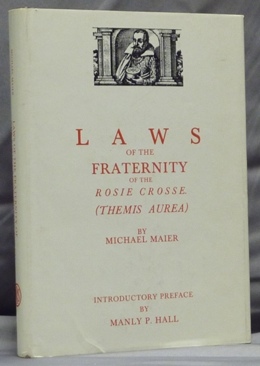 LAWS
OF THE
FRATERNITY
OF THE
ROSIE CROSSE.
(THEMIS AUREA)
BY
MICHAEL MAIER
INTRODUCTORY PREFACE
BY
MANLY P. HALL